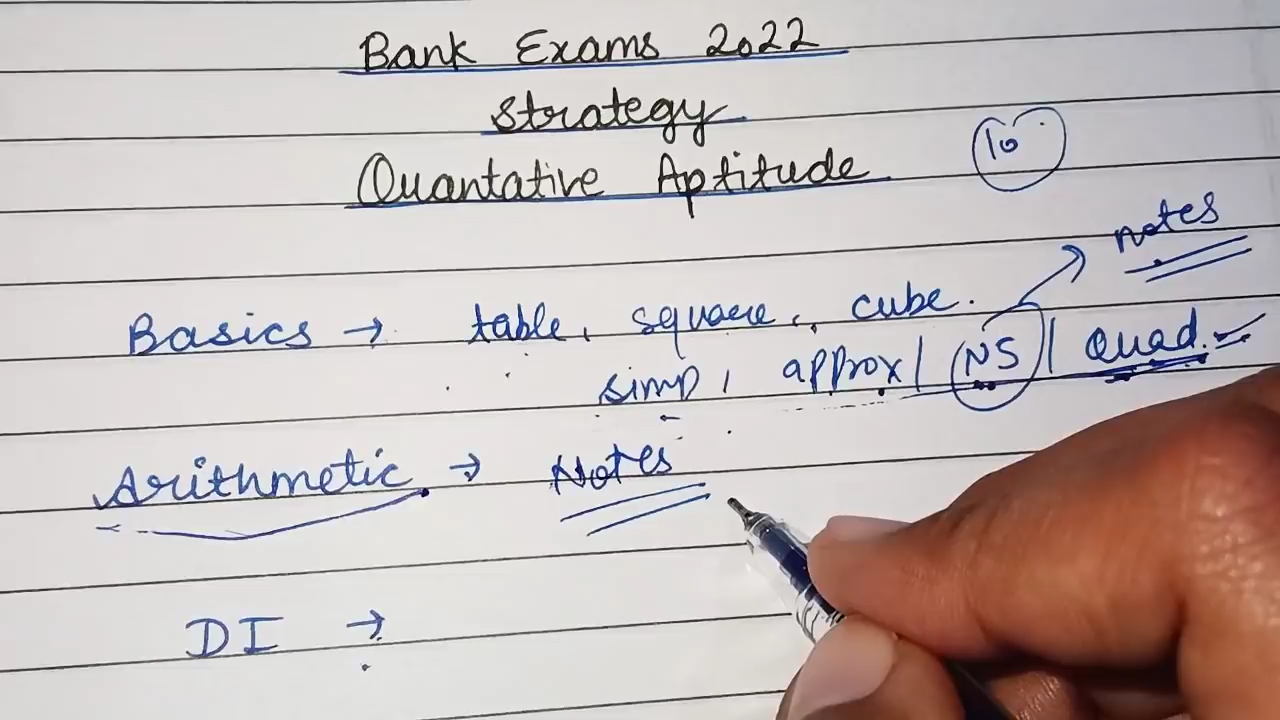 Bank Exams 2022
Strategy
Quantative Aptitude
10
notes
Basics → table, square, cube.
simp, approx / NS / Quad.
Arithmetic → Notes
DI →